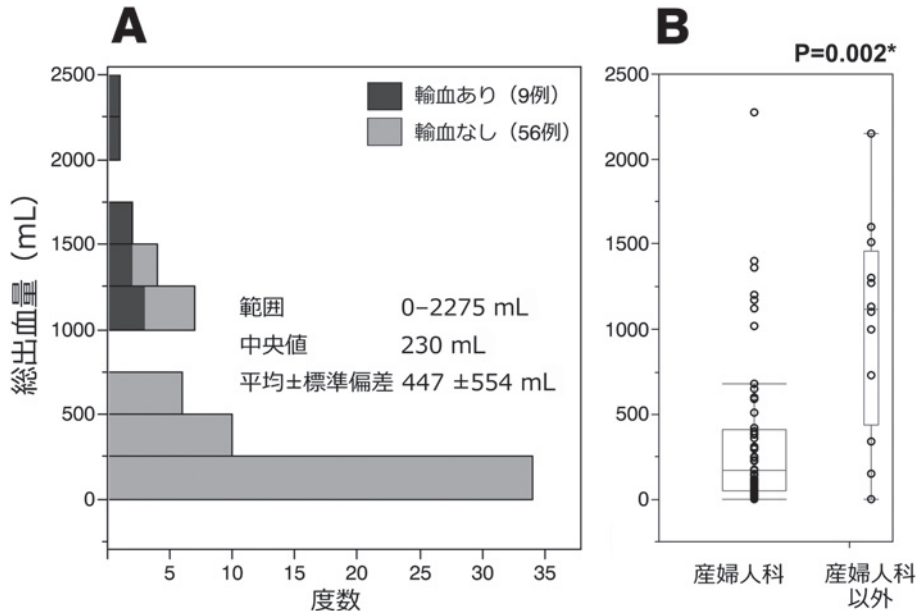 A
総出血量（mL）
2500
2000
1500
1000
500
0
輸血あり（9例）
輸血なし（56例）
範囲 0–2275 mL
中央値 230 mL
平均±標準偏差 447 ±554 mL
5 10 15 20 25 30 35
度数
B
P=0.002*
2500
2000
1500
1000
500
0
産婦人科
産婦人科
以外